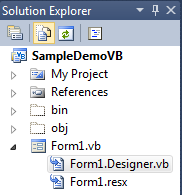 Solution Explorer
SampleDemoVB
My Project
References
bin
obj
Form1.vb
Form1.Designer.vb
Form1.resx